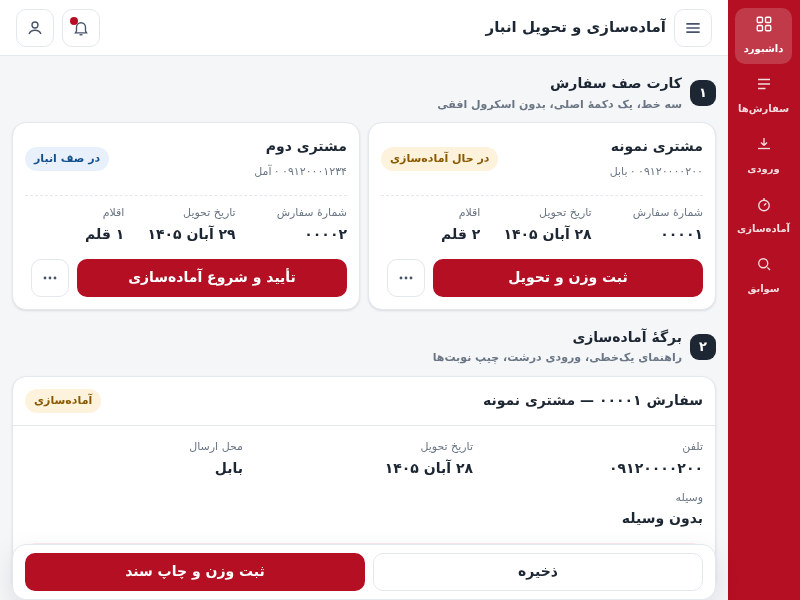 آماده‌سازی و تحویل انبار
داشبورد
سفارش‌ها
ورودی
آماده‌سازی
سوابق
۱
کارت صف سفارش
سه خط، یک دکمهٔ اصلی، بدون اسکرول افقی
مشتری نمونه
۰۹۱۲۰۰۰۰۲۰۰ · بابل
در حال آماده‌سازی
شمارهٔ سفارش
تاریخ تحویل
اقلام
۰۰۰۰۱
۲۸ آبان ۱۴۰۵
۲ قلم
ثبت وزن و تحویل
مشتری دوم
۰۹۱۲۰۰۰۱۲۳۴ · آمل
در صف انبار
شمارهٔ سفارش
تاریخ تحویل
اقلام
۰۰۰۰۲
۲۹ آبان ۱۴۰۵
۱ قلم
تأیید و شروع آماده‌سازی
۲
برگهٔ آماده‌سازی
راهنمای یک‌خطی، ورودی درشت، چیپ نوبت‌ها
سفارش ۰۰۰۰۱ — مشتری نمونه
آماده‌سازی
تلفن
تاریخ تحویل
محل ارسال
۰۹۱۲۰۰۰۰۲۰۰
۲۸ آبان ۱۴۰۵
بابل
وسیله
بدون وسیله
ذخیره
ثبت وزن و چاپ سند